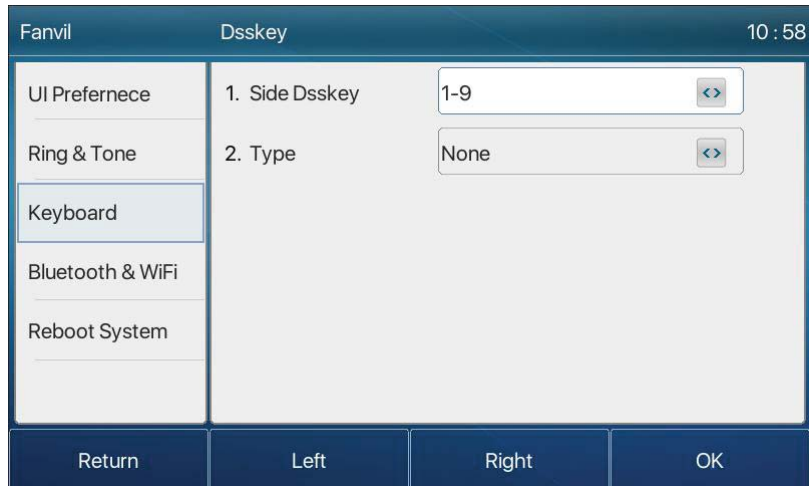 Fanvil Dsskey 10 : 58
UI Prefernece
Ring & Tone
Keyboard
Bluetooth & WiFi
Reboot System
1. Side Dsskey 1-9 <>
2. Type None <>
Return Left Right OK